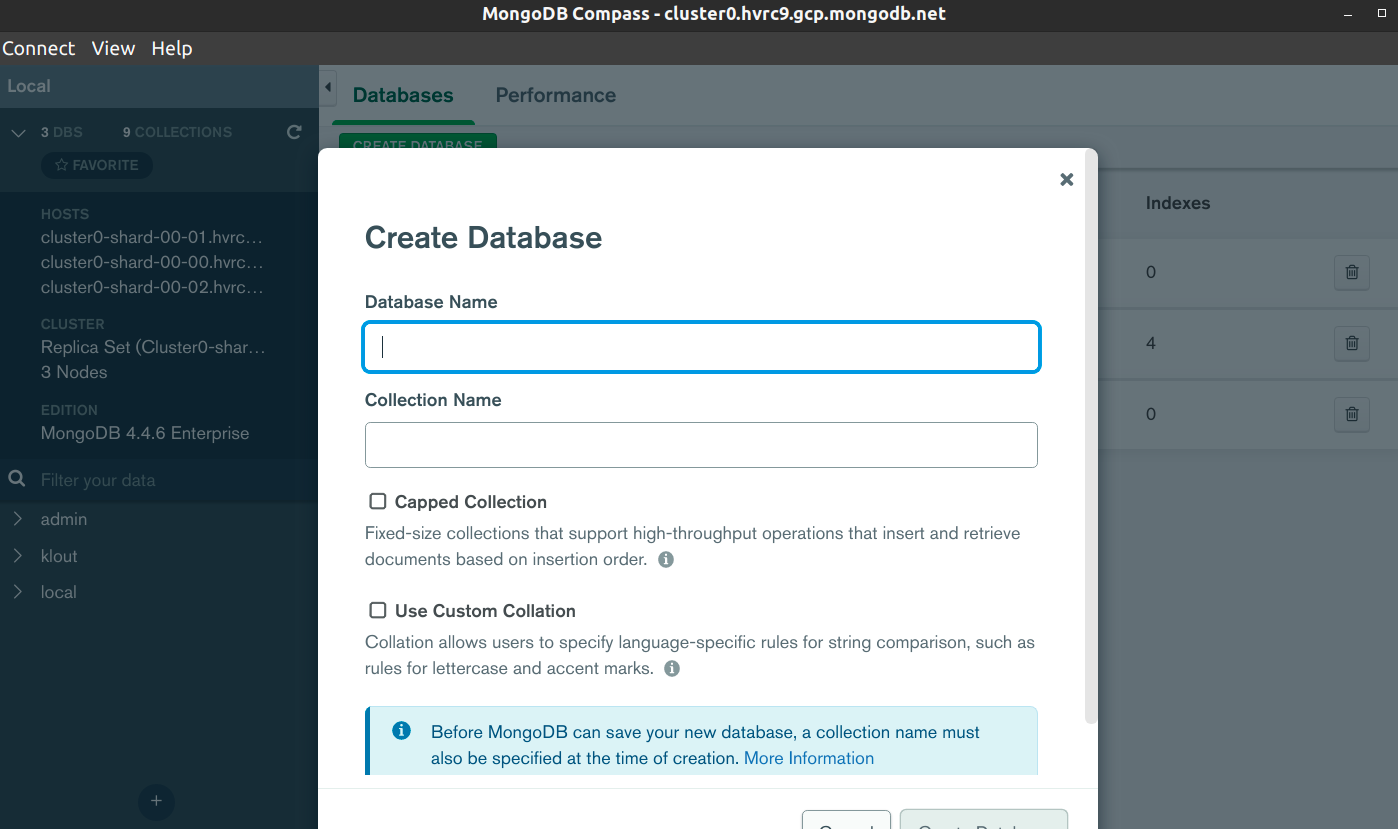 MongoDB Compass - cluster0.hvrc9.gcp.mongodb.net
Connect View Help
Local
Databases Performance
3 DBS 9 COLLECTIONS
FAVORITE
CREATE DATABASE
Indexes
HOSTS
cluster0-shard-00-01.hvrc...
cluster0-shard-00-00.hvrc...
cluster0-shard-00-02.hvrc...
CLUSTER
Replica Set (Cluster0-shar...
3 Nodes
EDITION
MongoDB 4.4.6 Enterprise
Filter your data
admin
klout
local
+
Create Database
Database Name
Collection Name
Capped Collection
Fixed-size collections that support high-throughput operations that insert and retrieve
documents based on insertion order.
Use Custom Collation
Collation allows users to specify language-specific rules for string comparison, such as
rules for lettercase and accent marks.
Before MongoDB can save your new database, a collection name must
also be specified at the time of creation. More Information
0
4
0